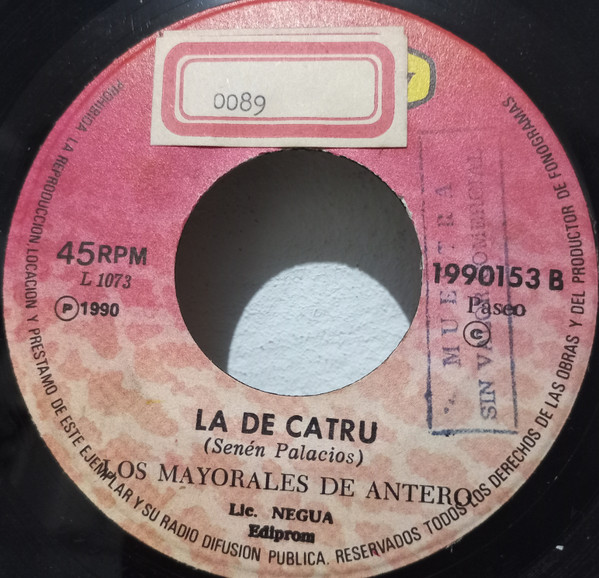 0089
45RPM
L 1073
Ⓟ1990
1990153 B
Paseo
Ⓒ
MUESTRA
SIN VALOR COMERCIAL
LA DE CATRU
(Senén Palacios)
LOS MAYORALES DE ANTERO
Lic. NEGUA
Ediprom
PROHIBIDA LA REPRODUCCION, LOCACION Y PRESTAMO DE ESTE EJEMPLAR Y SU RADIO DIFUSION PUBLICA. RESERVADOS TODOS LOS DERECHOS DE LAS OBRAS Y DEL PRODUCTOR DE FONOGRAMAS